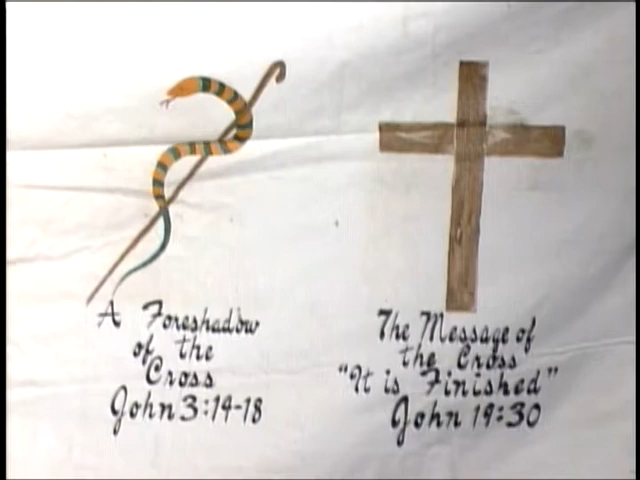 A Foreshadow
of the
Cross
John 3:14-18
The Message of
the Cross
"It is Finished"
John 19:30